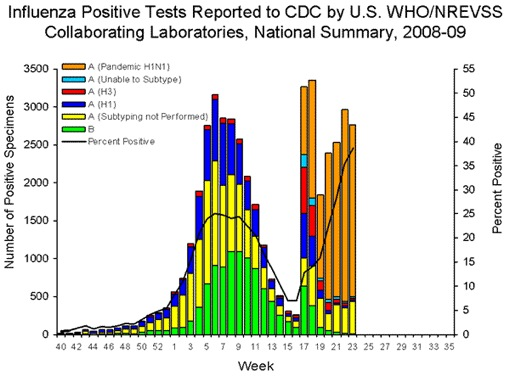 Influenza Positive Tests Reported to CDC by U.S. WHO/NREVSS
Collaborating Laboratories, National Summary, 2008-09
A (Pandemic H1N1)
A (Unable to Subtype)
A (H3)
A (H1)
A (Subtyping not Performed)
B
Percent Positive
Number of Positive Specimens
3500
3000
2500
2000
1500
1000
500
0
55
50
45
40
35
30
25
20
15
10
5
0
Percent Positive
40 42 44 46 48 50 52 1 3 5 7 9 11 13 15 17 19 21 23 25 27 29 31 33 35
Week